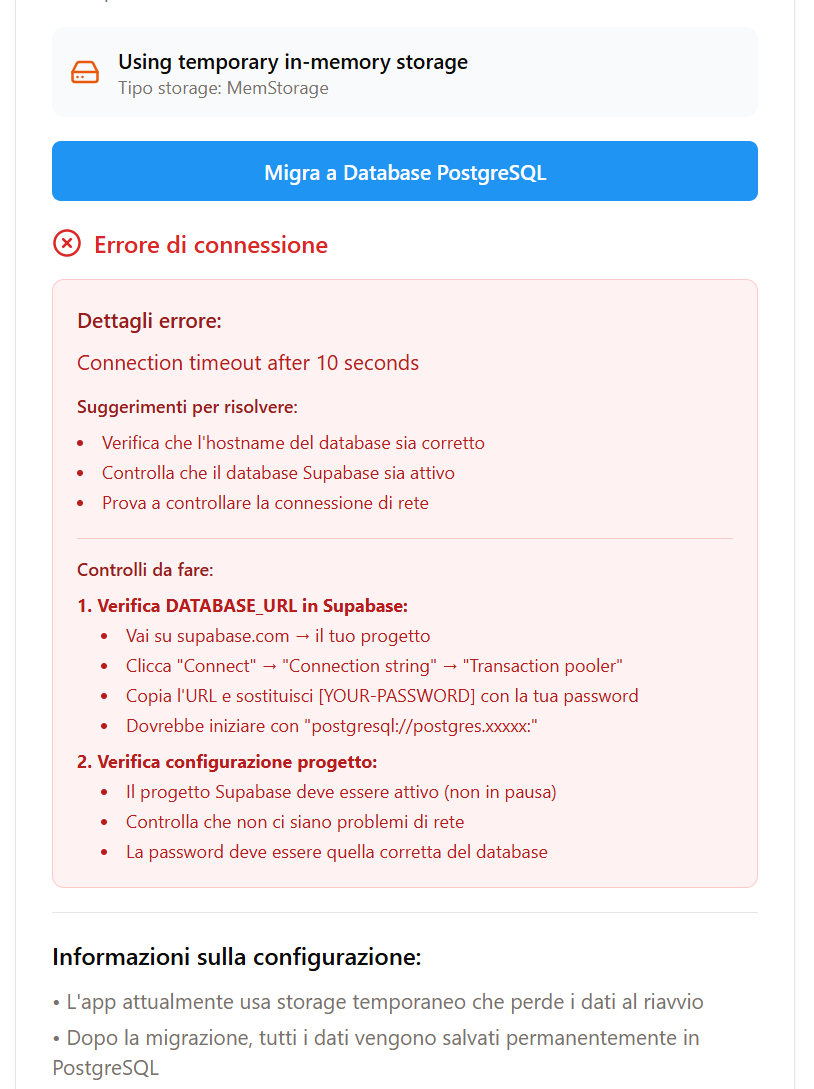 Using temporary in-memory storage
Tipo storage: MemStorage
Migra a Database PostgreSQL
Errore di connessione
Dettagli errore:
Connection timeout after 10 seconds
Suggerimenti per risolvere:
• Verifica che l'hostname del database sia corretto
• Controlla che il database Supabase sia attivo
• Prova a controllare la connessione di rete
Controlli da fare:
1. Verifica DATABASE_URL in Supabase:
• Vai su supabase.com → il tuo progetto
• Clicca "Connect" → "Connection string" → "Transaction pooler"
• Copia l'URL e sostituisci [YOUR-PASSWORD] con la tua password
• Dovrebbe iniziare con "postgresql://postgres.xxxxx:"
2. Verifica configurazione progetto:
• Il progetto Supabase deve essere attivo (non in pausa)
• Controlla che non ci siano problemi di rete
• La password deve essere quella corretta del database
Informazioni sulla configurazione:
• L'app attualmente usa storage temporaneo che perde i dati al riavvio
• Dopo la migrazione, tutti i dati vengono salvati permanentemente in
PostgreSQL